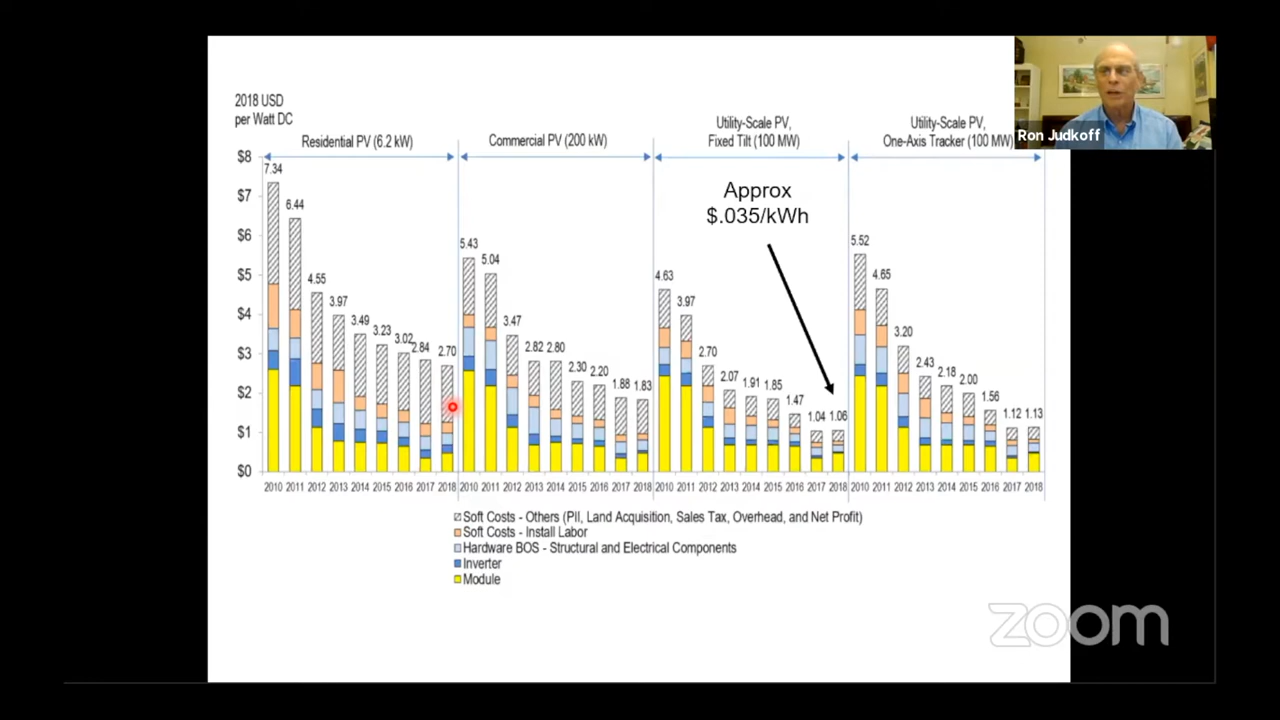 2018 USD
per Watt DC
Residential PV (6.2 kW)
Commercial PV (200 kW)
Utility-Scale PV,
Fixed Tilt (100 MW)
Utility-Scale PV,
One-Axis Tracker (100 MW)
Ron Judkoff
Approx
$.035/kWh
$8
$7
$6
$5
$4
$3
$2
$1
$0
7.34
6.44
4.55
3.97
3.49
3.23
3.02
2.84
2.70
5.43
5.04
3.47
2.82
2.80
2.30
2.20
1.88
1.83
4.63
3.97
2.70
2.07
1.91
1.85
1.47
1.04
1.06
5.52
4.65
3.20
2.43
2.18
2.00
1.56
1.12
1.13
2010 2011 2012 2013 2014 2015 2016 2017 2018 2010 2011 2012 2013 2014 2015 2016 2017 2018 2010 2011 2012 2013 2014 2015 2016 2017 2018 2010 2011 2012 2013 2014 2015 2016 2017 2018
Soft Costs - Others (PII, Land Acquisition, Sales Tax, Overhead, and Net Profit)
Soft Costs - Install Labor
Hardware BOS - Structural and Electrical Components
Inverter
Module
zoom